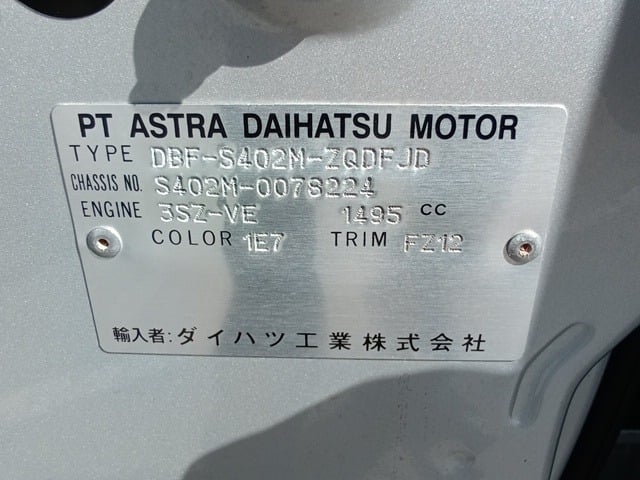 PT ASTRA DAIHATSU MOTOR
TYPE DBF-S402M-ZQDFJD
CHASSIS NO. S402M-0078224
ENGINE 3SZ-VE 1495 CC
COLOR 1E7 TRIM FZ12
輸入者: ダイハツ工業株式会社